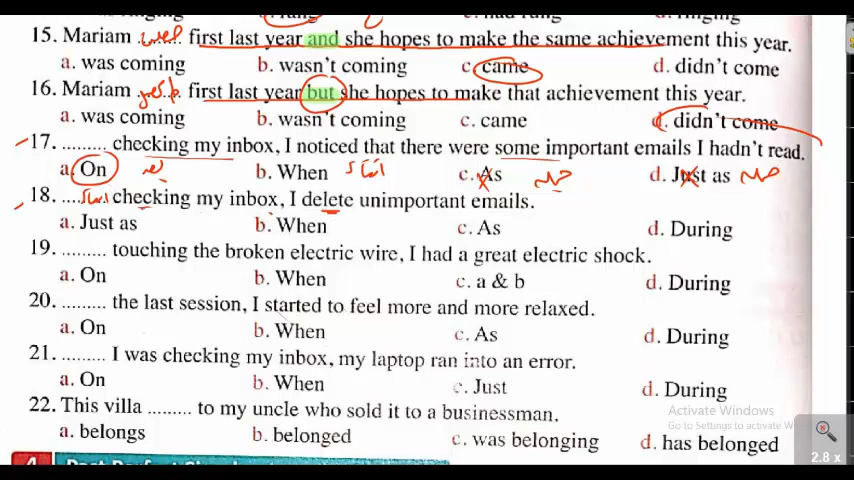 15. Mariam ......... first last year and she hopes to make the same achievement this year.
a. was coming b. wasn't coming c. came d. didn't come
16. Mariam ......... first last year but she hopes to make that achievement this year.
a. was coming b. wasn't coming c. came d. didn't come
17. ......... checking my inbox, I noticed that there were some important emails I hadn't read.
a. On b. When c. As d. Just as
18. ......... checking my inbox, I delete unimportant emails.
a. Just as b. When c. As d. During
19. ......... touching the broken electric wire, I had a great electric shock.
a. On b. When c. a & b d. During
20. ......... the last session, I started to feel more and more relaxed.
a. On b. When c. As d. During
21. ......... I was checking my inbox, my laptop ran into an error.
a. On b. When c. Just d. During
22. This villa ......... to my uncle who sold it to a businessman.
a. belongs b. belonged c. was belonging d. has belonged
Activate Windows
Go to Settings to activate W
2.8 x